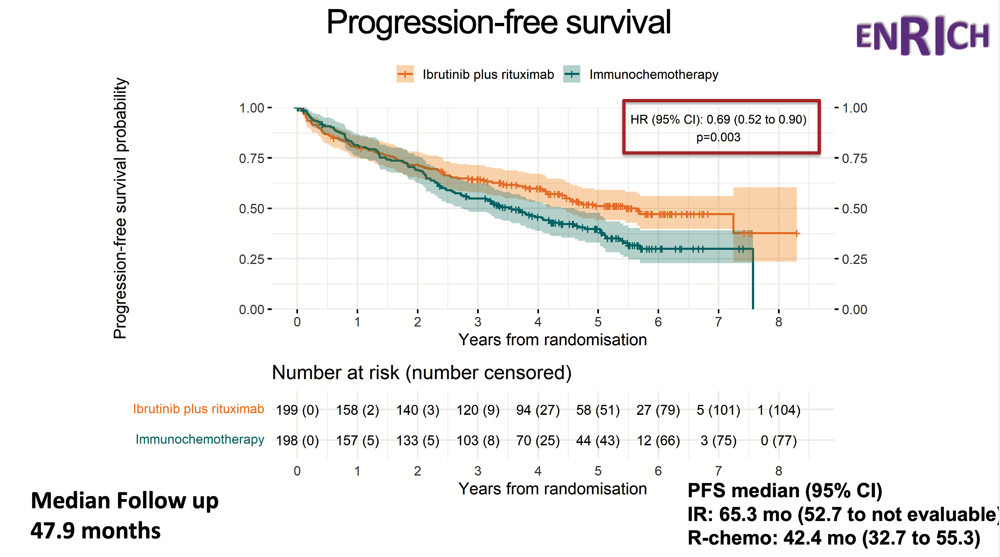 Progression-free survival
ENRICH
Ibrutinib plus rituximab Immunochemotherapy
Progression-free survival probability
HR (95% CI): 0.69 (0.52 to 0.90)
p=0.003
1.00 1.00
0.75 0.75
0.50 0.50
0.25 0.25
0.00 0.00
0 1 2 3 4 5 6 7 8
Years from randomisation
Number at risk (number censored)
Ibrutinib plus rituximab 199 (0) 158 (2) 140 (3) 120 (9) 94 (27) 58 (51) 27 (79) 5 (101) 1 (104)
Immunochemotherapy 198 (0) 157 (5) 133 (5) 103 (8) 70 (25) 44 (43) 12 (66) 3 (75) 0 (77)
0 1 2 3 4 5 6 7 8
Years from randomisation
Median Follow up
47.9 months
PFS median (95% CI)
IR: 65.3 mo (52.7 to not evaluable)
R-chemo: 42.4 mo (32.7 to 55.3)